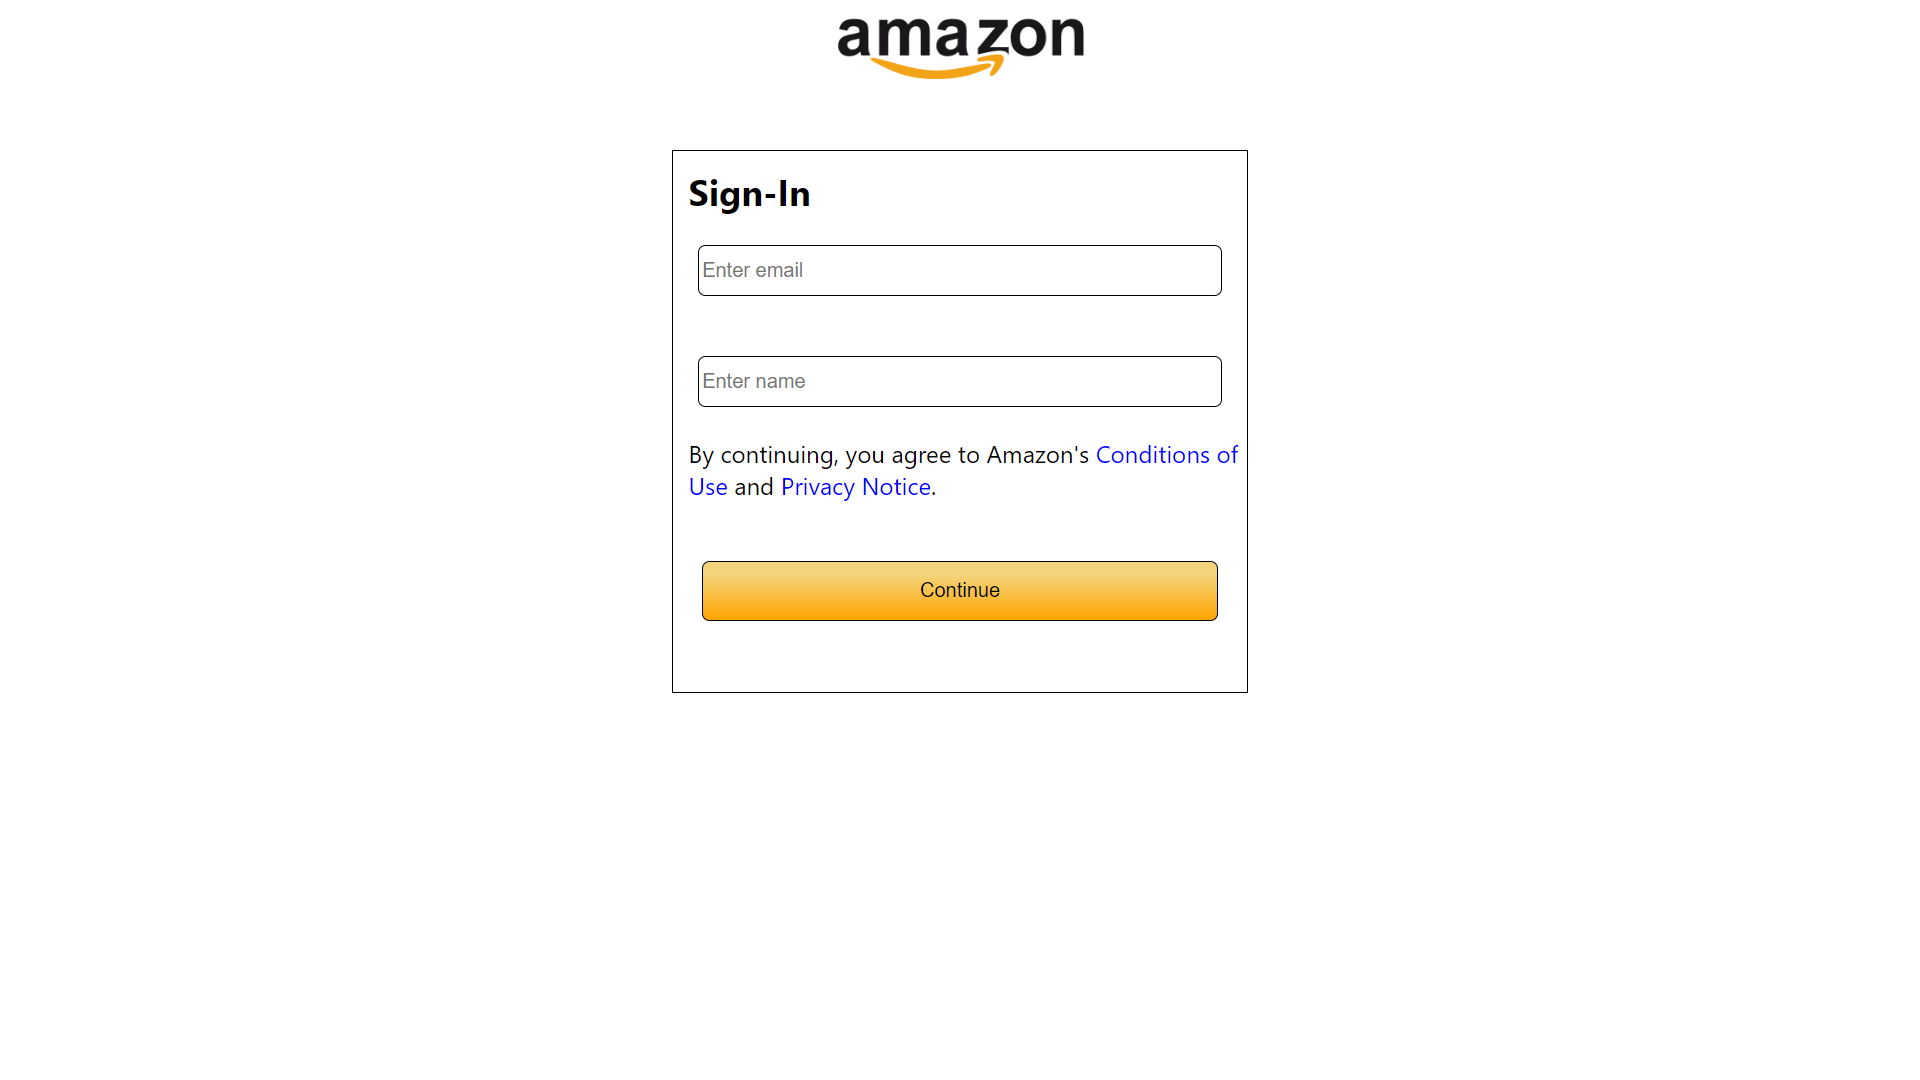 amazon
Sign-In
Enter email
Enter name
By continuing, you agree to Amazon's Conditions of
Use and Privacy Notice.
Continue